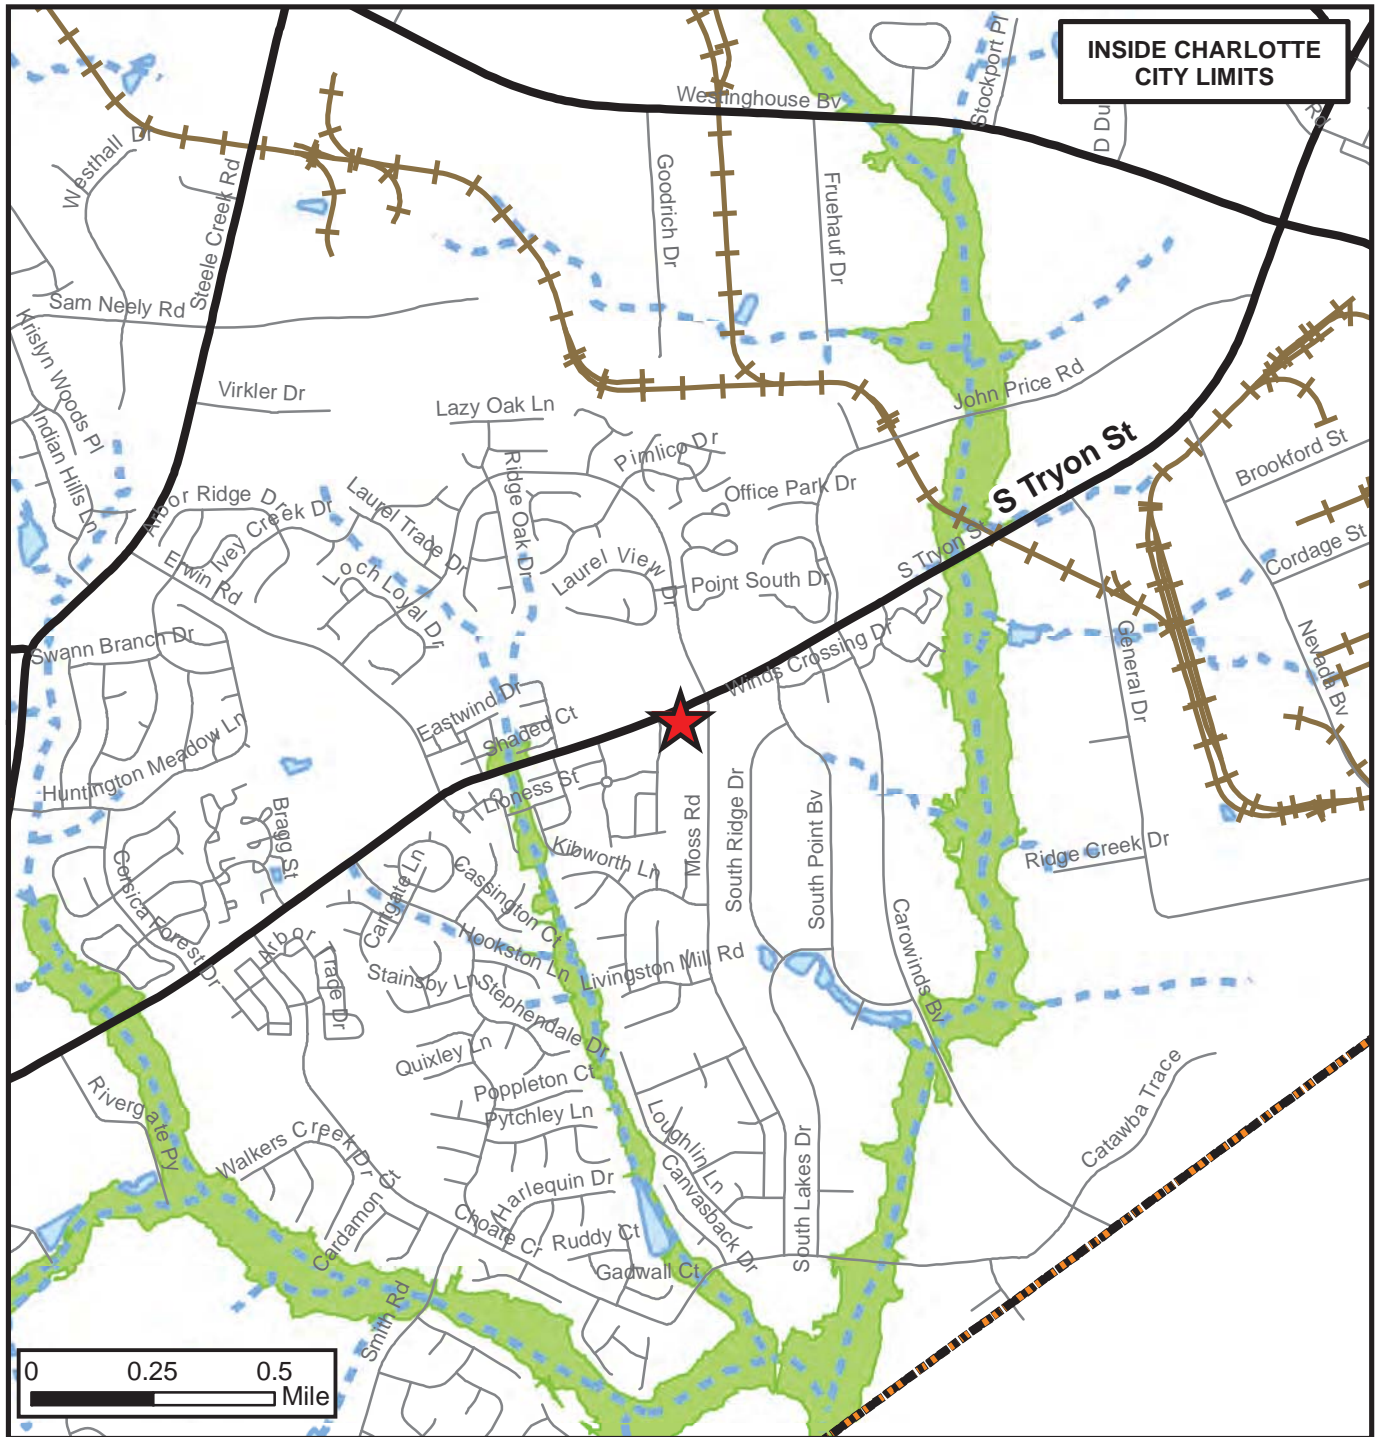 INSIDE CHARLOTTE
CITY LIMITS
Westinghouse Bv
Stockport Pl
D Du
Rd
Westhall Dr
Steele Creek Rd
Goodrich Dr
Fruehauf Dr
Sam Neely Rd
Krislyn Woods Pl
Virkler Dr
Lazy Oak Ln
John Price Rd
Indian Hills Ln
Pimlico Dr
S Tryon St
Brookford St
Arbor Ridge Dr
Ivey Creek Dr
Laurel Trace Dr
Ridge Oak Dr
Office Park Dr
S Tryon St
Cordage St
Erwin Rd
Loch Loyal Dr
Laurel View Dr
Point South Dr
Swann Branch Dr
Winds Crossing Dr
General Dr
Nevada Bv
Eastwind Dr
Shaded Ct
Huntington Meadow Ln
Lioness St
Bragg St
Moss Rd
South Ridge Dr
South Point Bv
Kibworth Ln
Ridge Creek Dr
Corsica Forest Dr
Cartgate Ln
Cassington Ct
Carowinds Bv
Arbor Trace Dr
Hookston Ln
Livingston Mill Rd
Stainsby Ln
Stephendale Dr
Quixley Ln
Poppleton Ct
Pytchley Ln
Rivergate Py
Walkers Creek Dr
Loughlin Ln
Catawba Trace
Cardamon Ct
Harlequin Dr
Canvasback Dr
South Lakes Dr
Choate Cr
Ruddy Ct
Gadwall Ct
Smith Rd
0 0.25 0.5
Mile